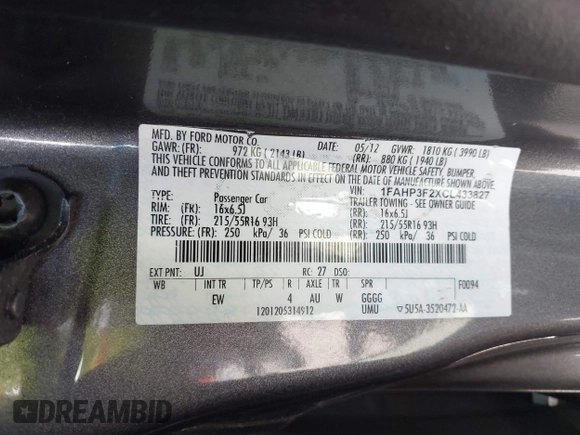 MFD. BY FORD MOTOR CO.
DATE: 05/12 GVWR: 1810 KG ( 3990 LB)
GAWR: (FR): 972 KG ( 2143 LB) (RR): 880 KG ( 1940 LB)
THIS VEHICLE CONFORMS TO ALL APPLICABLE FEDERAL MOTOR VEHICLE SAFETY, BUMPER,
AND THEFT PREVENTION STANDARDS IN EFFECT ON THE DATE OF MANUFACTURE SHOWN ABOVE.
VIN: 1FAHP3F2XCL433827
TYPE: Passenger Car TRAILER TOWING - SEE OWNER GUIDE
RIM: (FR): 16x6.5J (RR): 16x6.5J
TIRE: (FR): 215/55R16 93H (RR): 215/55R16 93H
PRESSURE: (FR): 250 kPa/ 36 PSI COLD (RR): 250 kPa/ 36 PSI COLD
EXT PNT: UJ RC: 27 DSO: F0094
WB INT TR TP/PS R AXLE TR SPR
EW 4 AU W GGGG
1201205314912 UMU ▽5U5A-3520472-AA
DREAMBID